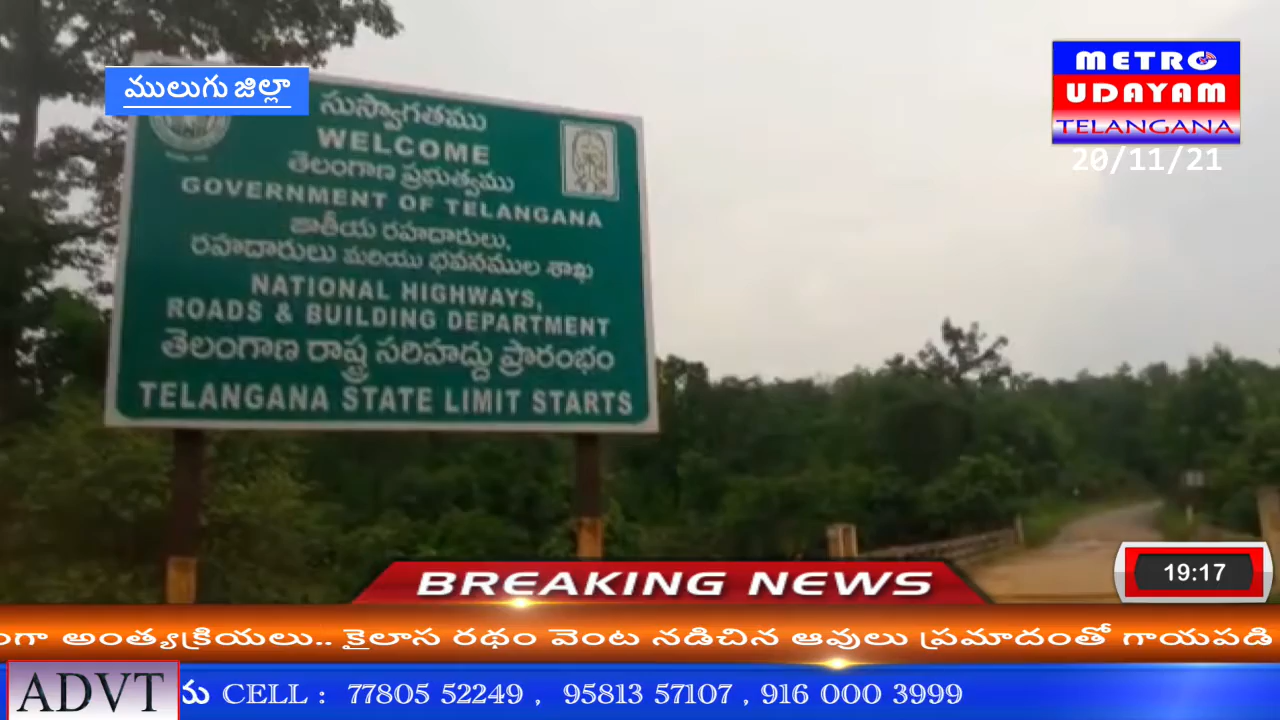 ములుగు జిల్లా
METRO
UDAYAM
TELANGANA
20/11/21
సుస్వాగతము
WELCOME
తెలంగాణ ప్రభుత్వము
GOVERNMENT OF TELANGANA
జాతీయ రహదారులు,
రహదారులు మరియు భవనముల శాఖ
NATIONAL HIGHWAYS,
ROADS & BUILDING DEPARTMENT
తెలంగాణ రాష్ట్ర సరిహద్దు ప్రారంభం
TELANGANA STATE LIMIT STARTS
BREAKING NEWS
19:17
ంగా అంత్యక్రియలు.. కైలాస రథం వెంట నడిచిన ఆవులు ప్రమాదంతో గాయపడి
ADVT
ను CELL : 77805 52249 , 95813 57107 , 916 000 3999